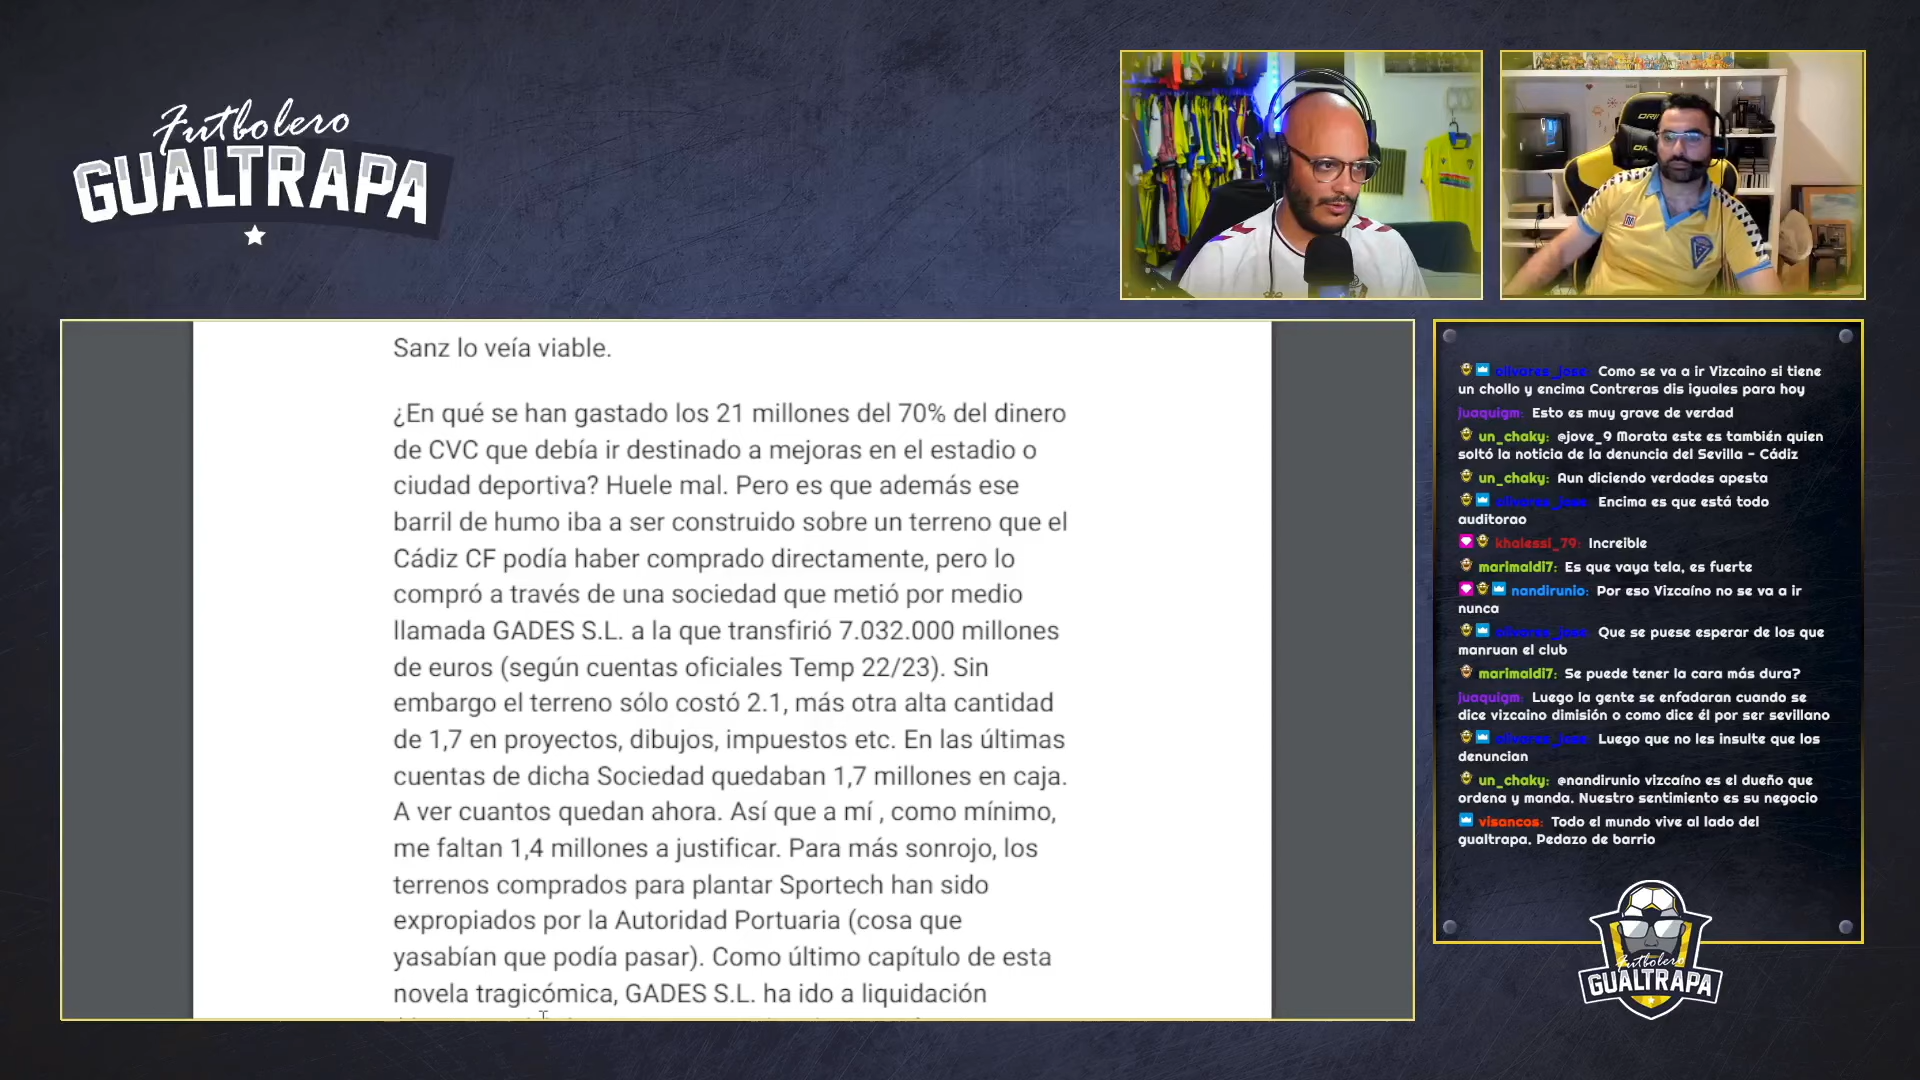 Futbolero
GUALTRAPA
Sanz lo veía viable.
¿En qué se han gastado los 21 millones del 70% del dinero
de CVC que debía ir destinado a mejoras en el estadio o
ciudad deportiva? Huele mal. Pero es que además ese
barril de humo iba a ser construido sobre un terreno que el
Cádiz CF podía haber comprado directamente, pero lo
compró a través de una sociedad que metió por medio
llamada GADES S.L. a la que transfirió 7.032.000 millones
de euros (según cuentas oficiales Temp 22/23). Sin
embargo el terreno sólo costó 2.1, más otra alta cantidad
de 1,7 en proyectos, dibujos, impuestos etc. En las últimas
cuentas de dicha Sociedad quedaban 1,7 millones en caja.
A ver cuantos quedan ahora. Así que a mí , como mínimo,
me faltan 1,4 millones a justificar. Para más sonrojo, los
terrenos comprados para plantar Sportech han sido
expropiados por la Autoridad Portuaria (cosa que
yasabían que podía pasar). Como último capítulo de esta
novela tragicómica, GADES S.L. ha ido a liquidación
olivares_jose: Como se va a ir Vizcaino si tiene
un chollo y encima Contreras dis iguales para hoy
juaquigm: Esto es muy grave de verdad
un_chaky: @jove_9 Morata este es también quien
soltó la noticia de la denuncia del Sevilla - Cádiz
un_chaky: Aun diciendo verdades apesta
olivares_jose: Encima es que está todo
auditorao
khalessi_79: Increible
marimaldi7: Es que vaya tela, es fuerte
nandirunio: Por eso Vizcaíno no se va a ir
nunca
olivares_jose: Que se puese esperar de los que
manruan el club
marimaldi7: Se puede tener la cara más dura?
juaquigm: Luego la gente se enfadaran cuando se
dice vizcaino dimisión o como dice él por ser sevillano
olivares_jose: Luego que no les insulte que los
denuncian
un_chaky: @nandirunio vizcaíno es el dueño que
ordena y manda. Nuestro sentimiento es su negocio
visancos: Todo el mundo vive al lado del
gualtrapa. Pedazo de barrio
Futbolero
GUALTRAPA